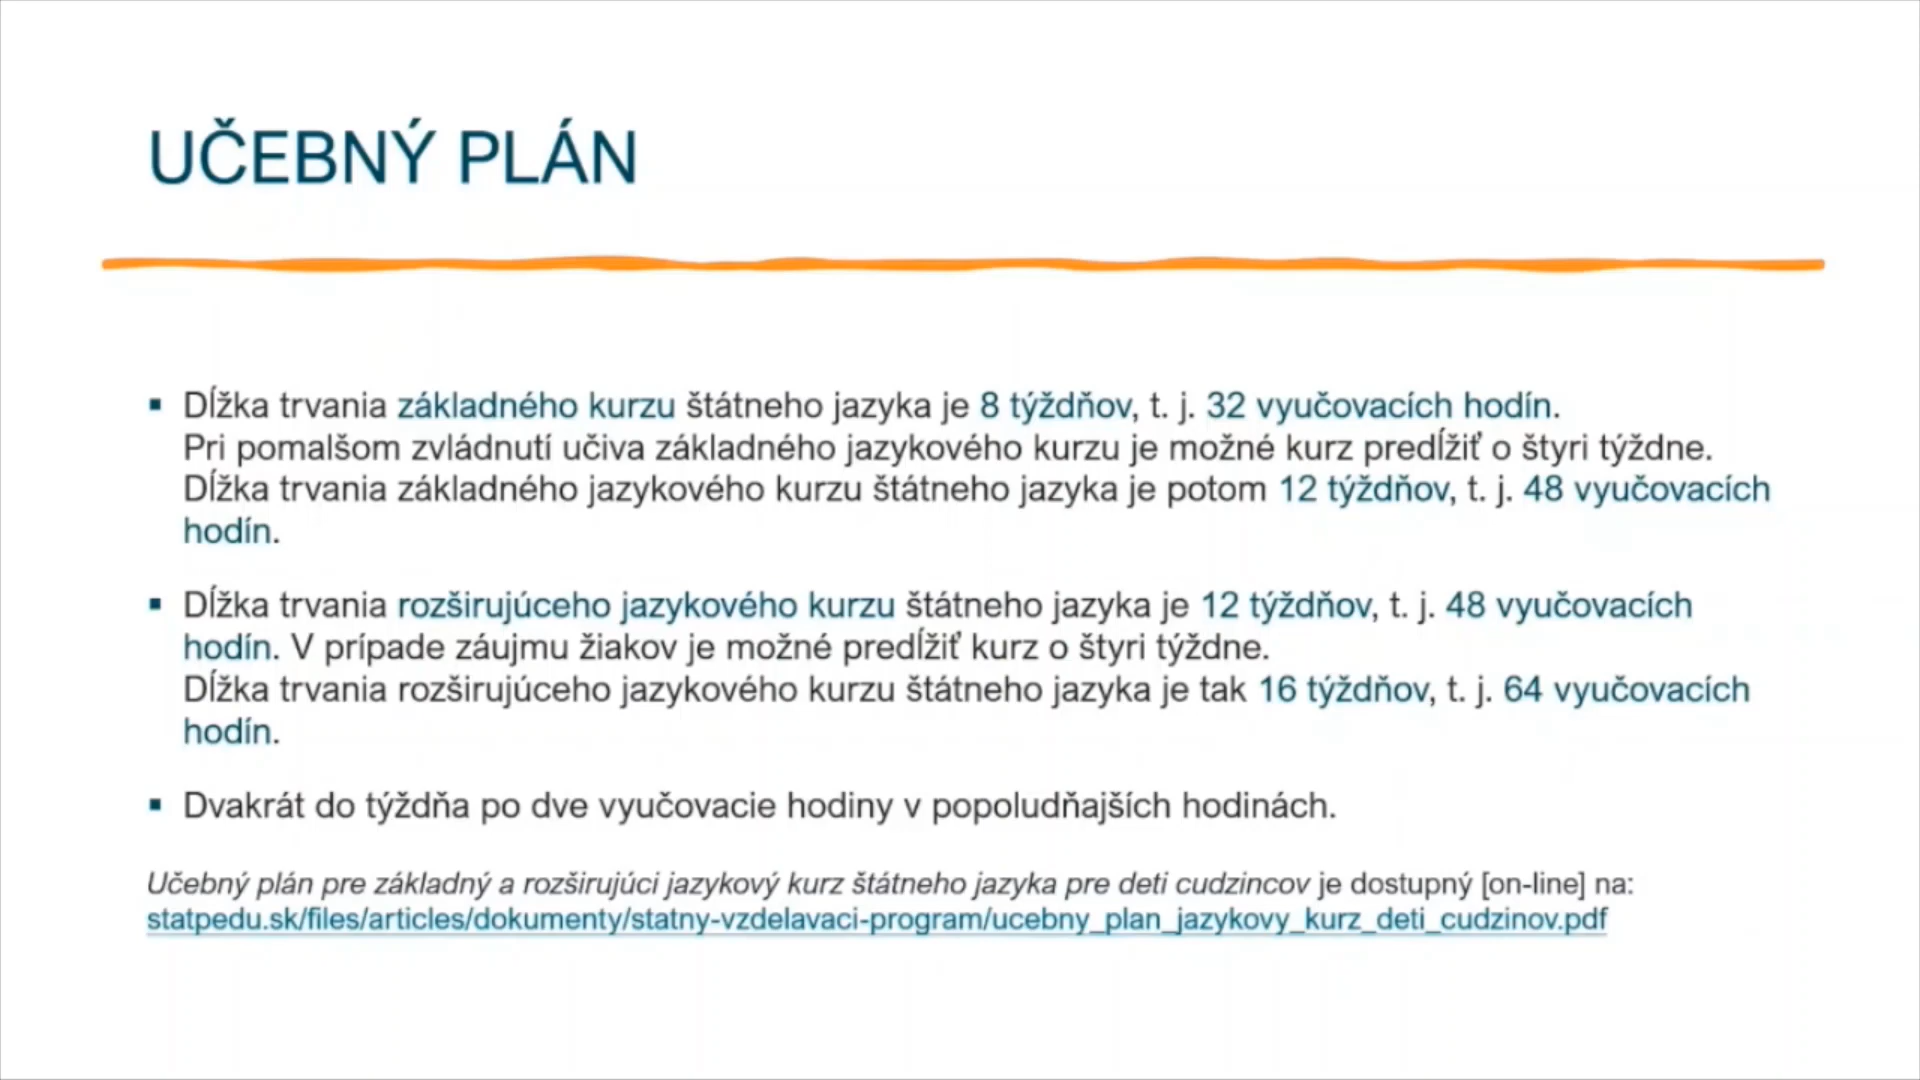 UČEBNÝ PLÁN
▪ Dĺžka trvania základného kurzu štátneho jazyka je 8 týždňov, t. j. 32 vyučovacích hodín.
Pri pomalšom zvládnutí učiva základného jazykového kurzu je možné kurz predĺžiť o štyri týždne.
Dĺžka trvania základného jazykového kurzu štátneho jazyka je potom 12 týždňov, t. j. 48 vyučovacích
hodín.
▪ Dĺžka trvania rozširujúceho jazykového kurzu štátneho jazyka je 12 týždňov, t. j. 48 vyučovacích
hodín. V prípade záujmu žiakov je možné predĺžiť kurz o štyri týždne.
Dĺžka trvania rozširujúceho jazykového kurzu štátneho jazyka je tak 16 týždňov, t. j. 64 vyučovacích
hodín.
▪ Dvakrát do týždňa po dve vyučovacie hodiny v popoludňajších hodinách.
Učebný plán pre základný a rozširujúci jazykový kurz štátneho jazyka pre deti cudzincov je dostupný [on-line] na:
statpedu.sk/files/articles/dokumenty/statny-vzdelavaci-program/ucebny_plan_jazykovy_kurz_deti_cudzinov.pdf